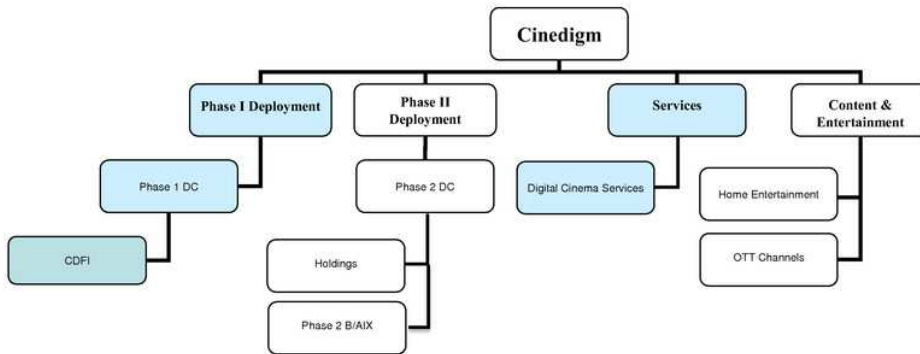 Cinedigm
Phase I Deployment
Phase II
Deployment
Services
Content &
Entertainment
Phase 1 DC
Phase 2 DC
Digital Cinema Services
Home Entertainment
CDFI
Holdings
OTT Channels
Phase 2 B/AIX